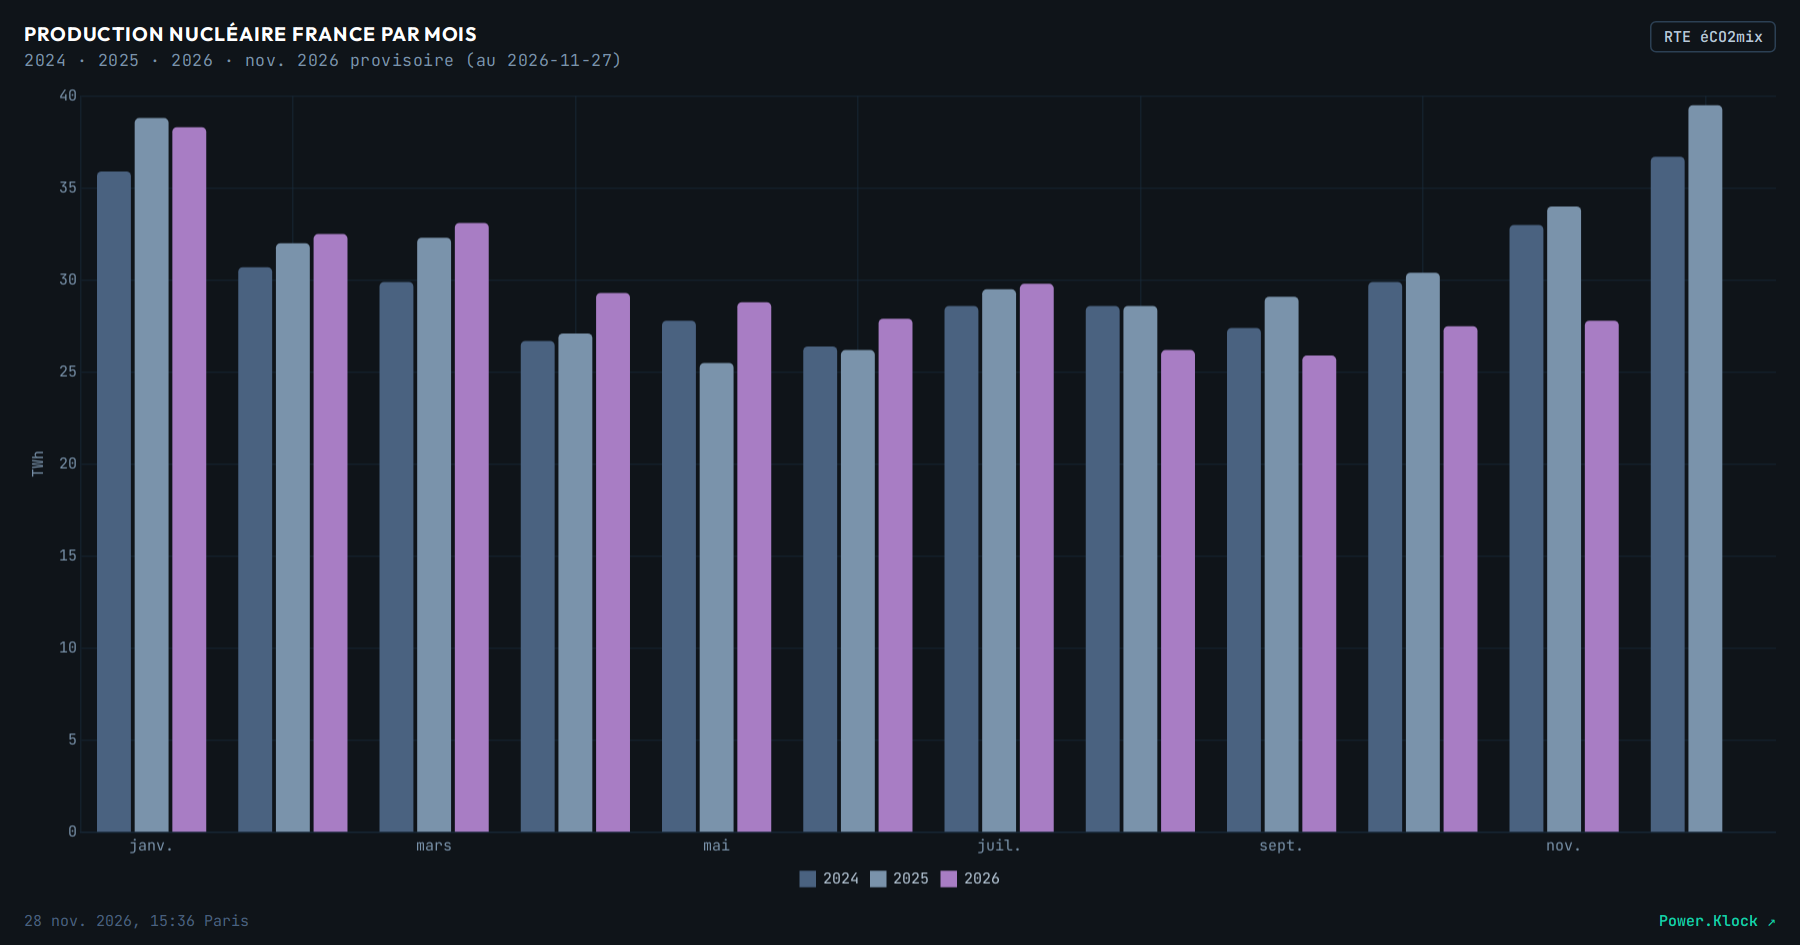 PRODUCTION NUCLÉAIRE FRANCE PAR MOIS
2024 · 2025 · 2026 · nov. 2026 provisoire (au 2026-11-27)
RTE éCO2mix
40
35
30
25
20
15
10
5
0
TWh
janv.
mars
mai
juil.
sept.
nov.
2024
2025
2026
28 nov. 2026, 15:36 Paris
Power.Klock ↗